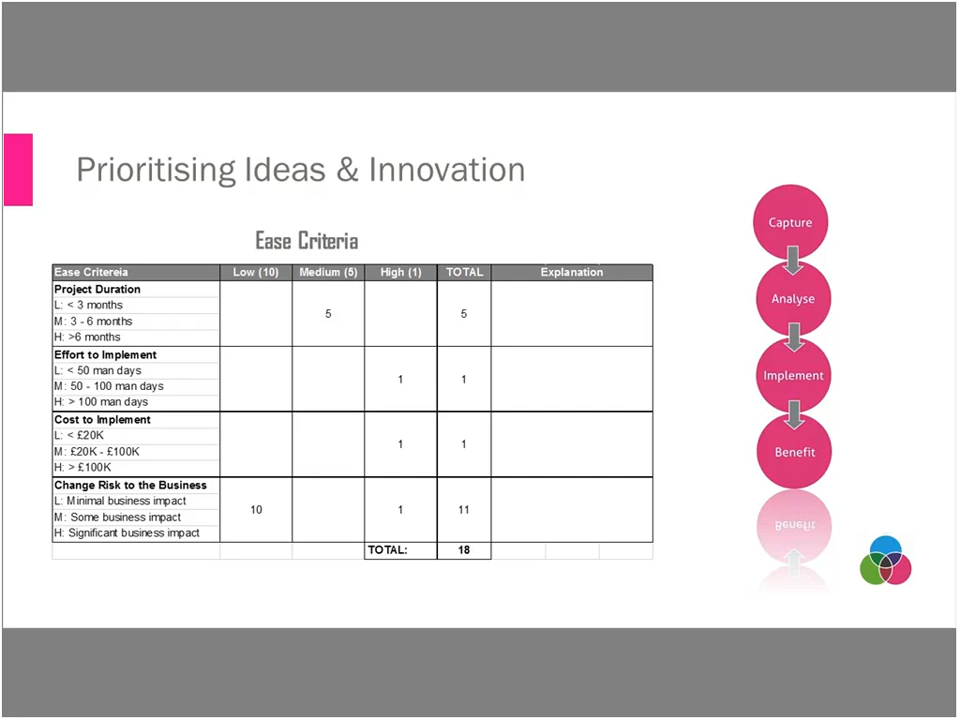 Prioritising Ideas & Innovation
Ease Criteria
Ease Critereia Low (10) Medium (5) High (1) TOTAL Explanation
Project Duration
L: < 3 months
M: 3 - 6 months
H: >6 months
5 5
Effort to Implement
L: < 50 man days
M: 50 - 100 man days
H: > 100 man days
1 1
Cost to Implement
L: < £20K
M: £20K - £100K
H: > £100K
1 1
Change Risk to the Business
L: Minimal business impact
M: Some business impact
H: Significant business impact
10 1 11
TOTAL: 18
Capture
Analyse
Implement
Benefit